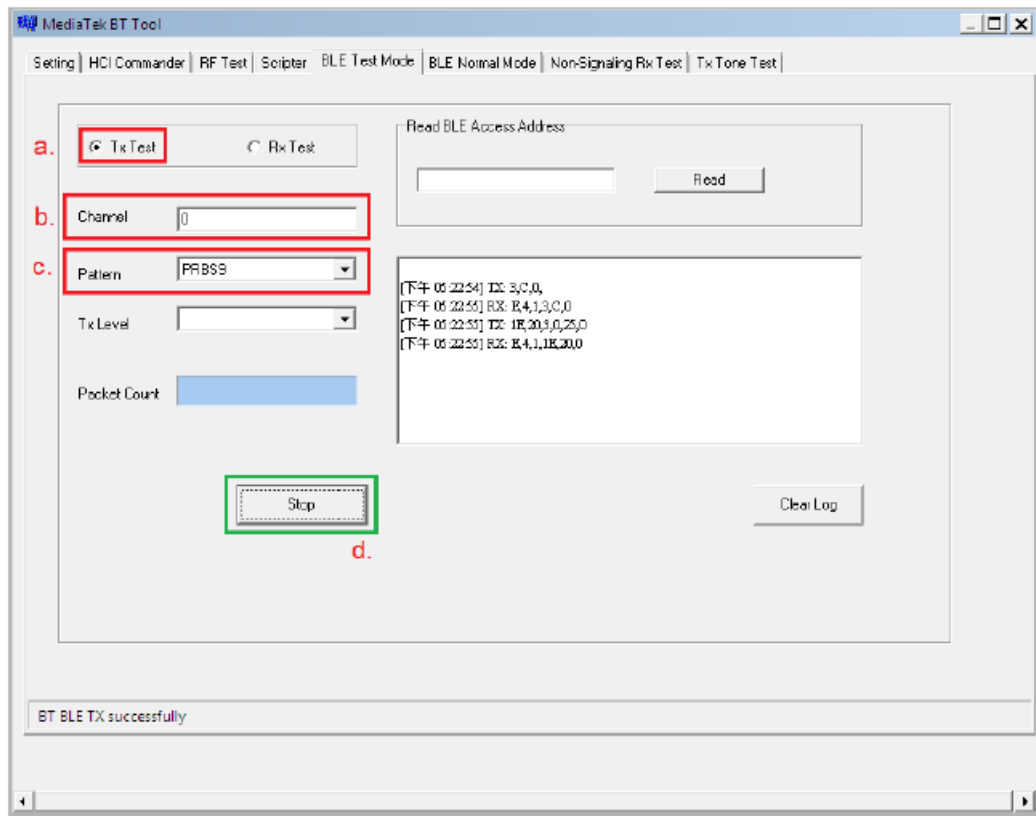 MediaTek BT Tool
Setting HCI Commander RF Test Scripter BLE Test Mode BLE Normal Mode Non-Signaling Rx Test Tx Tone Test
a. Tx Test Rx Test
Read BLE Access Address
Read
b. Channel 0
c. Pattern PRBS9
Tx Level
Packet Count
[下午 05:22:54] TX: 3,C,0,
[下午 05:22:55] RX: E,4,1,3,C,0
[下午 05:22:55] TX: 1E,20,3,0,25,0
[下午 05:22:55] RX: E,4,1,1E,20,0
Stop
Clear Log
d.
BT BLE TX successfully